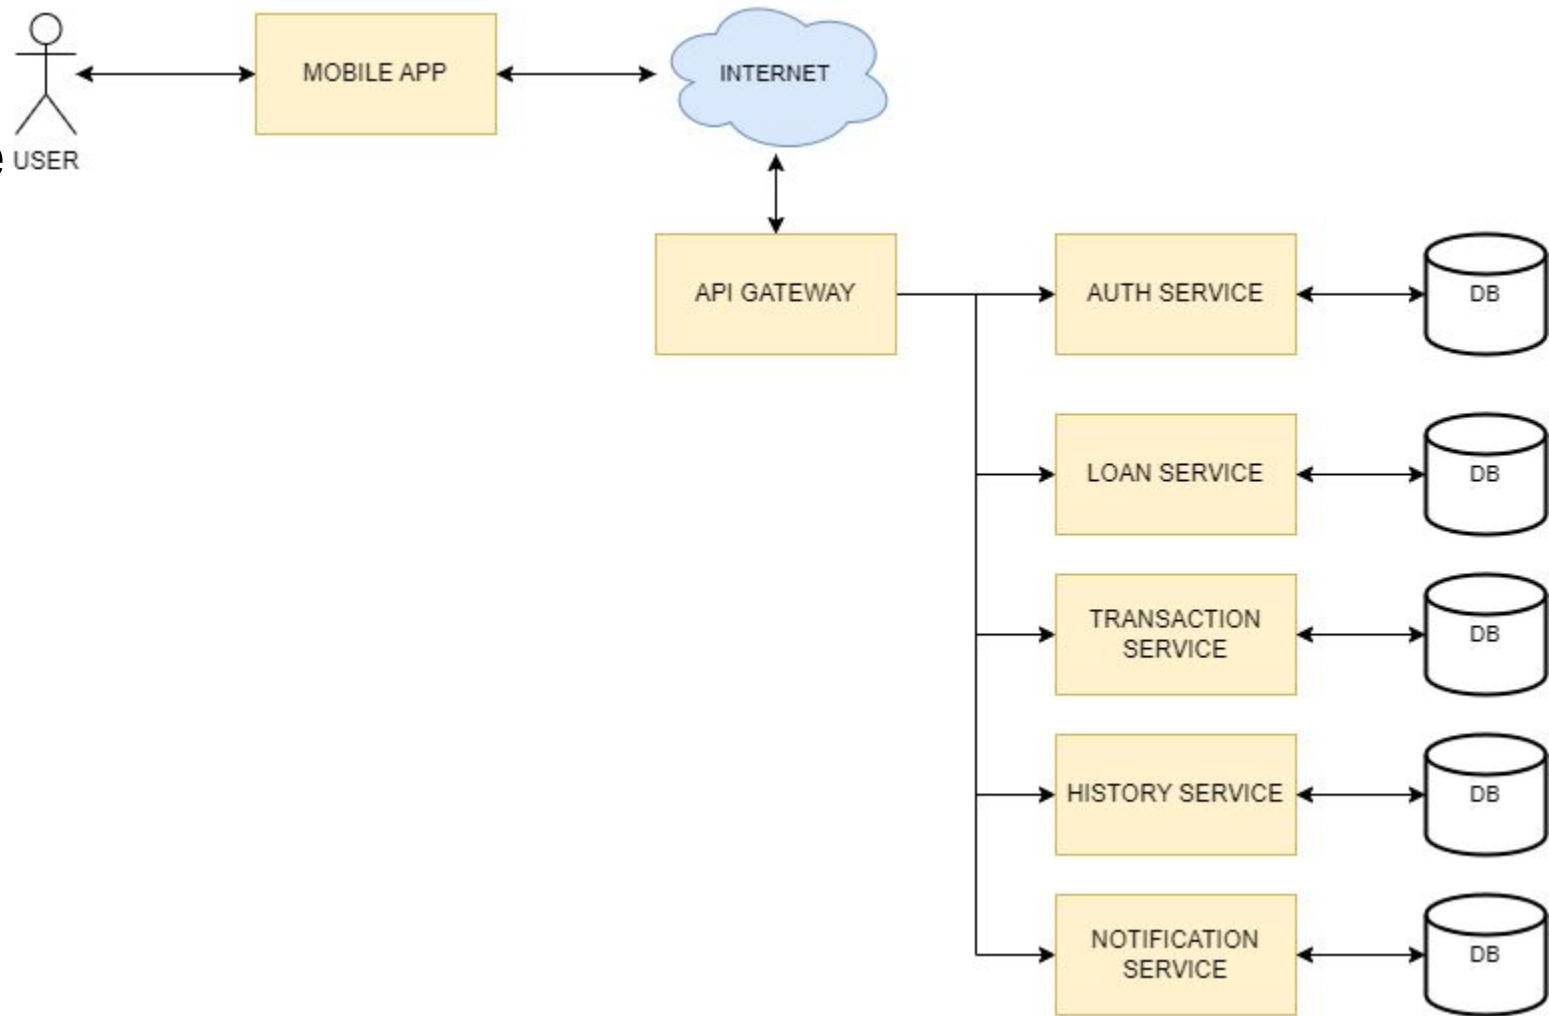 MOBILE APP
INTERNET
e
USER
API GATEWAY
AUTH SERVICE
DB
LOAN SERVICE
DB
TRANSACTION
SERVICE
DB
HISTORY SERVICE
DB
NOTIFICATION
SERVICE
DB